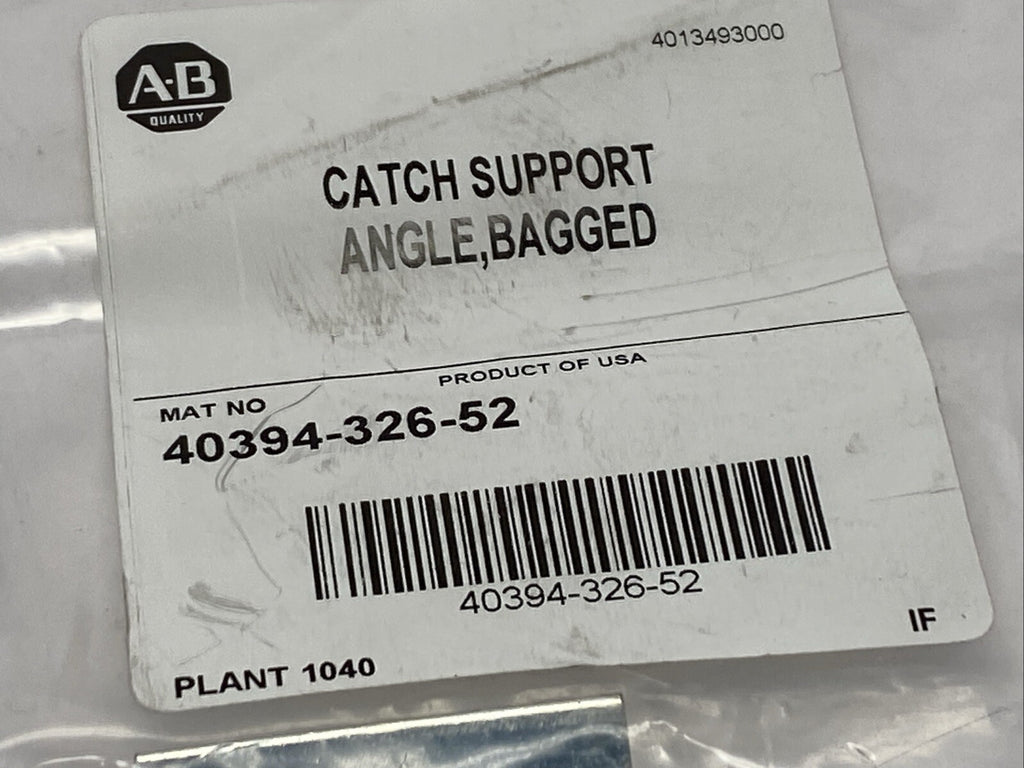 A-B
QUALITY
4013493000
CATCH SUPPORT
ANGLE,BAGGED
PRODUCT OF USA
MAT NO
40394-326-52
40394-326-52
IF
PLANT 1040